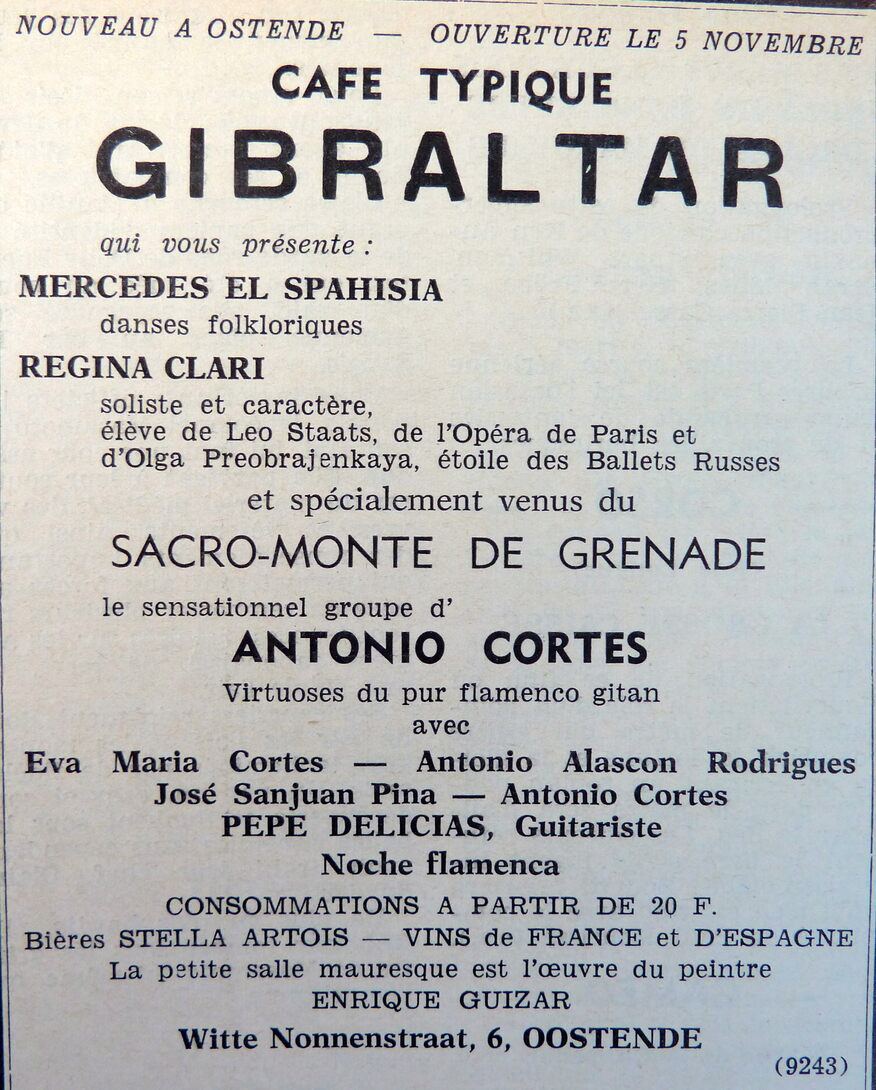 NOUVEAU A OSTENDE — OUVERTURE LE 5 NOVEMBRE
CAFE TYPIQUE
GIBRALTAR
qui vous présente :
MERCEDES EL SPAHISIA
danses folkloriques
REGINA CLARI
soliste et caractère,
élève de Leo Staats, de l'Opéra de Paris et
d'Olga Preobrajenkaya, étoile des Ballets Russes
et spécialement venus du
SACRO-MONTE DE GRENADE
le sensationnel groupe d'
ANTONIO CORTES
Virtuoses du pur flamenco gitan
avec
Eva Maria Cortes — Antonio Alascon Rodrigues
José Sanjuan Pina — Antonio Cortes
PEPE DELICIAS, Guitariste
Noche flamenca
CONSOMMATIONS A PARTIR DE 20 F.
Bières STELLA ARTOIS — VINS de FRANCE et D'ESPAGNE
La petite salle mauresque est l'œuvre du peintre
ENRIQUE GUIZAR
Witte Nonnenstraat, 6, OOSTENDE
(9243)